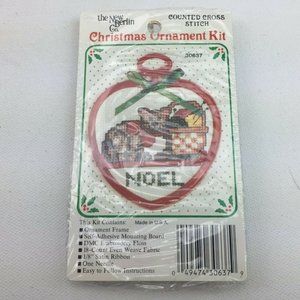 the New
Berlin
Co.
COUNTED CROSS
STITCH
Christmas Ornament Kit
30637
NOEL
This Kit Contains:
Made in U.S.A.
• Ornament Frame
• Self-Adhesive Mounting Board
• DMC Embroidery Floss
• 18-Count Even Weave Fabric
• 1/8" Satin Ribbon
• One Needle
• Easy to Follow Instructions
0 49474 30637 9